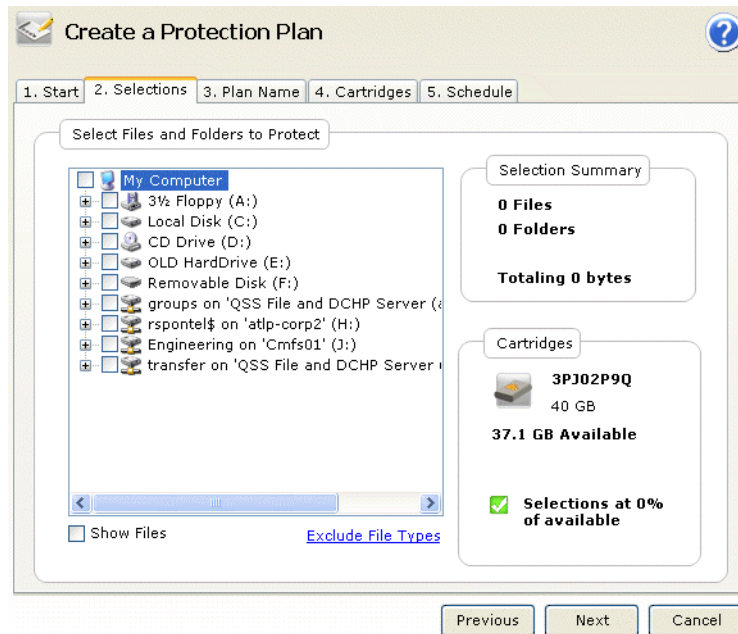 Create a Protection Plan
?
1. Start
2. Selections
3. Plan Name
4. Cartridges
5. Schedule
Select Files and Folders to Protect
My Computer
3½ Floppy (A:)
Local Disk (C:)
CD Drive (D:)
OLD HardDrive (E:)
Removable Disk (F:)
groups on 'QSS File and DCHP Server (
rspontel$ on 'atlp-corp2' (H:)
Engineering on 'Cmfs01' (J:)
transfer on 'QSS File and DCHP Server
Show Files
Exclude File Types
Selection Summary
0 Files
0 Folders
Totaling 0 bytes
Cartridges
3PJ02P9Q
40 GB
37.1 GB Available
Selections at 0%
of available
Previous
Next
Cancel